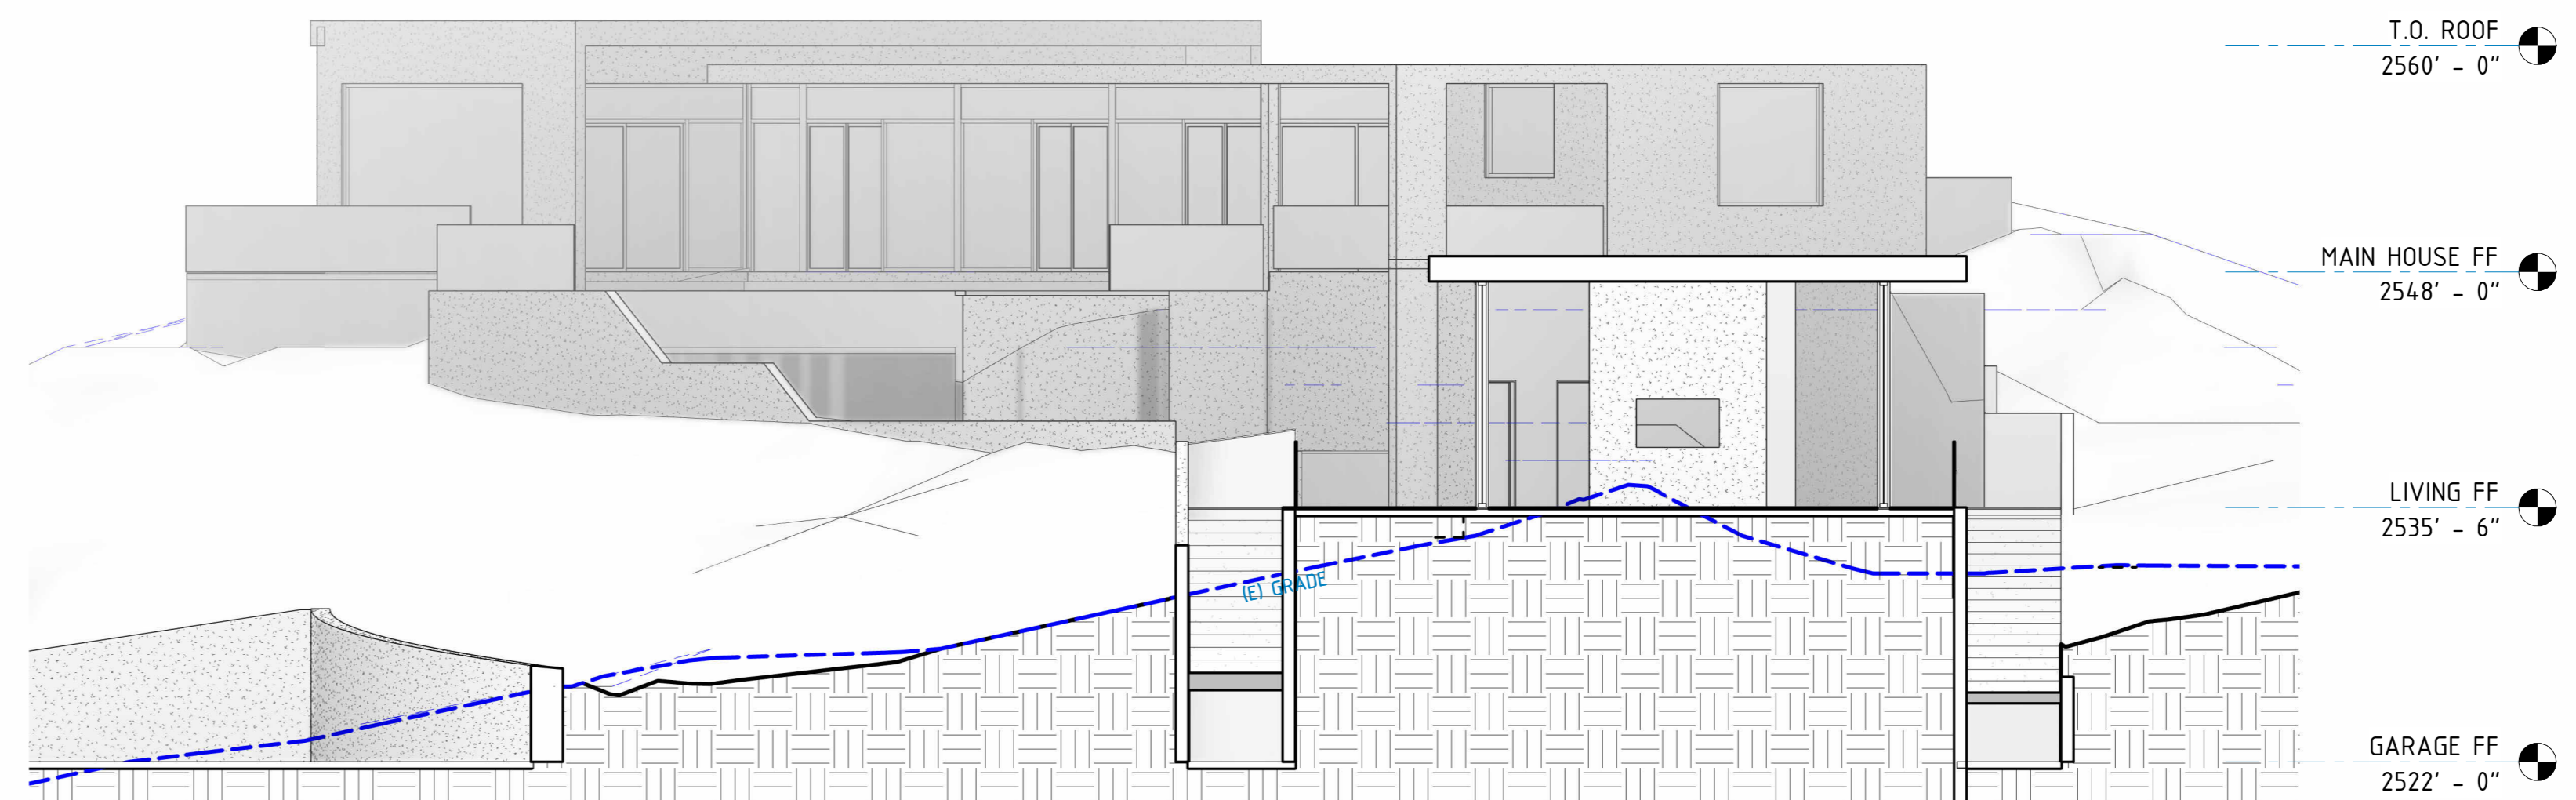 T.O. ROOF
2560' - 0"
MAIN HOUSE FF
2548' - 0"
LIVING FF
2535' - 6"
(E) GRADE
GARAGE FF
2522' - 0"